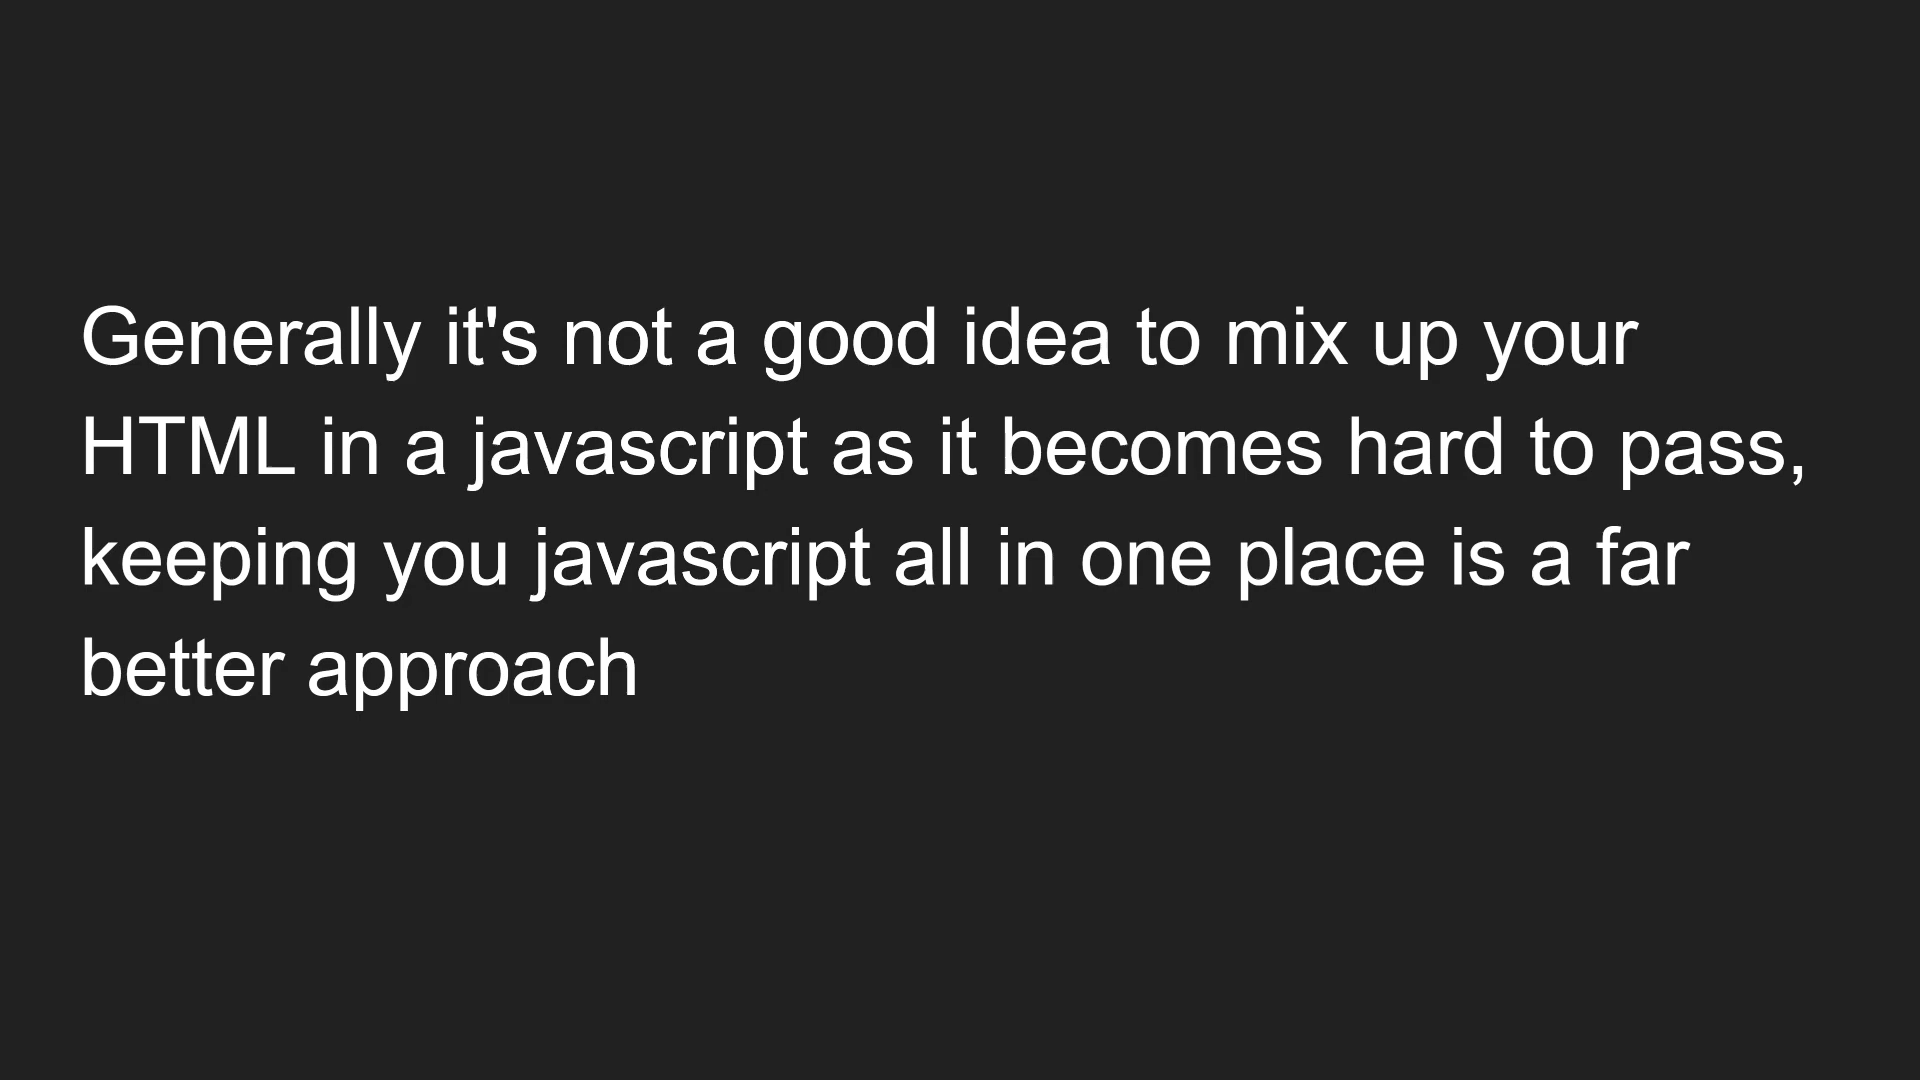 Generally it's not a good idea to mix up your
HTML in a javascript as it becomes hard to pass,
keeping you javascript all in one place is a far
better approach